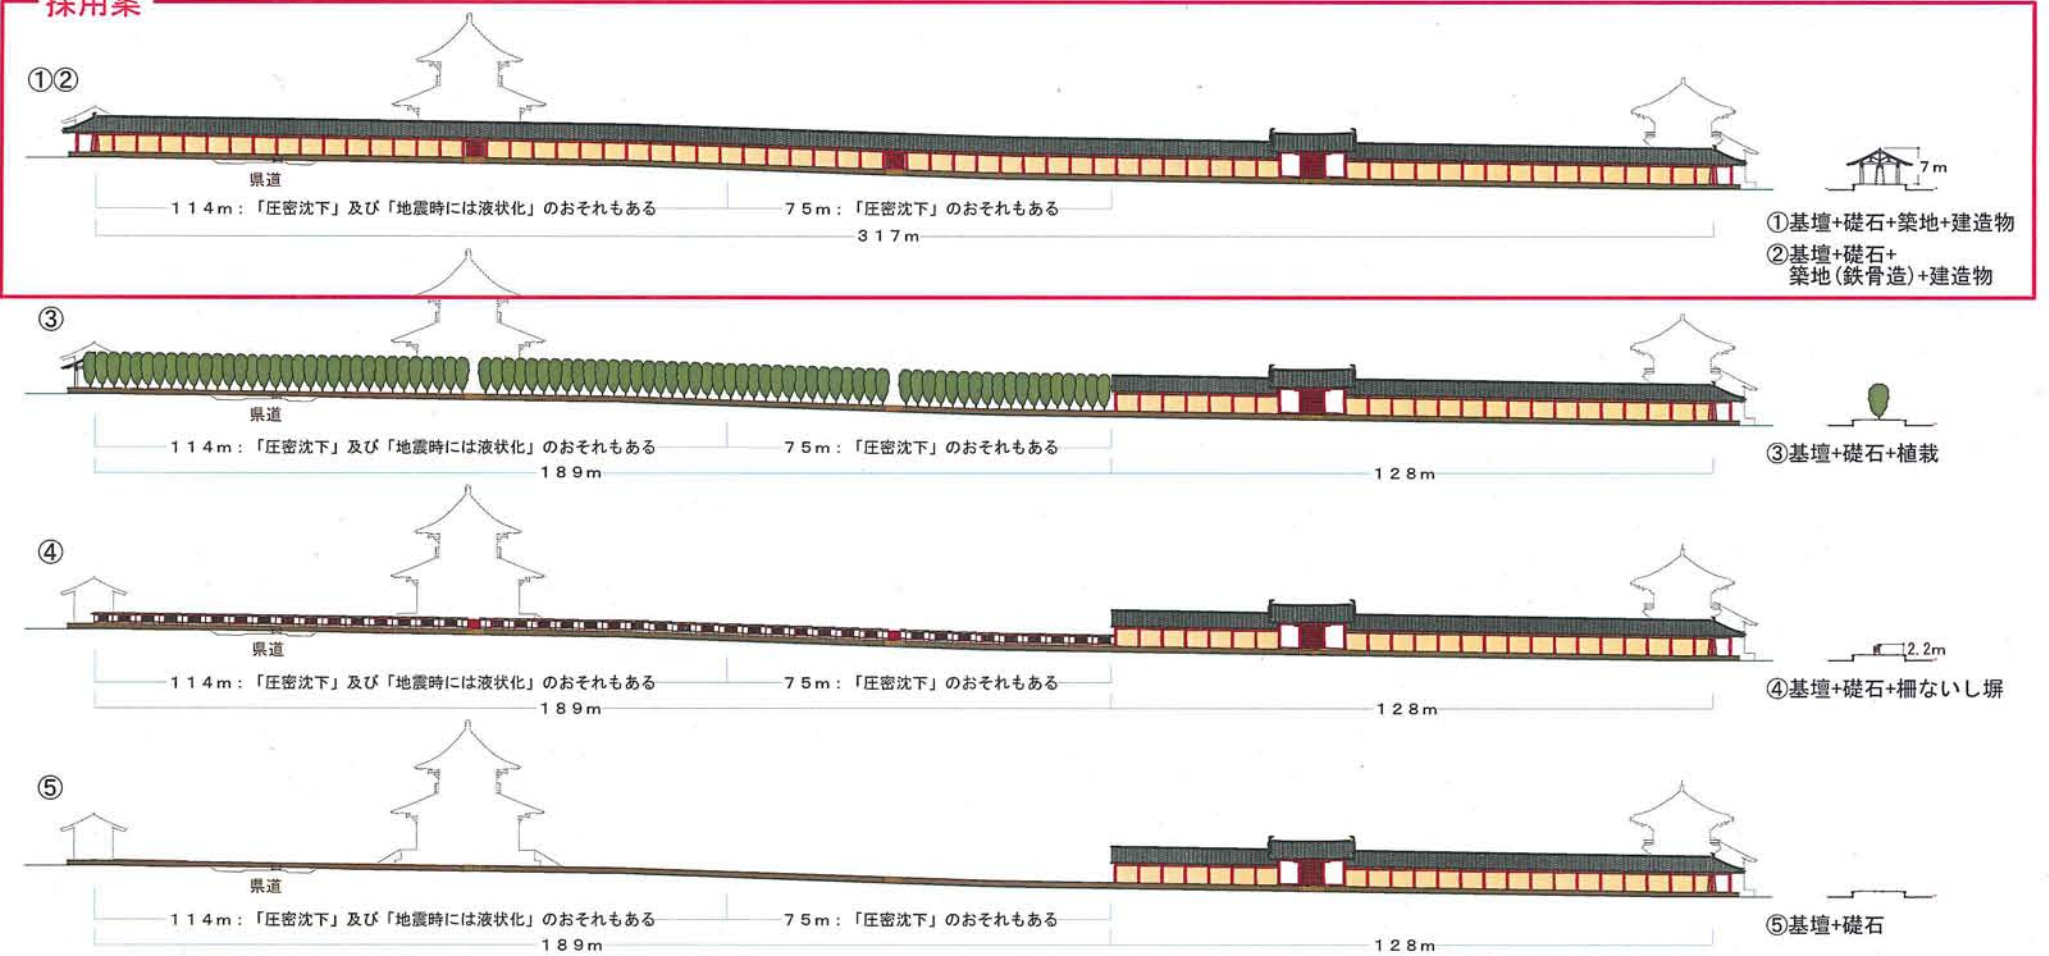 採用案
①②
県道
114m：「圧密沈下」及び「地震時には液状化」のおそれもある
75m：「圧密沈下」のおそれもある
317m
7m
①基壇+礎石+築地+建造物
②基壇+礎石+
築地(鉄骨造)+建造物
③
県道
114m：「圧密沈下」及び「地震時には液状化」のおそれもある
75m：「圧密沈下」のおそれもある
189m
128m
③基壇+礎石+植栽
④
県道
114m：「圧密沈下」及び「地震時には液状化」のおそれもある
75m：「圧密沈下」のおそれもある
189m
128m
2.2m
④基壇+礎石+柵ないし塀
⑤
県道
114m：「圧密沈下」及び「地震時には液状化」のおそれもある
75m：「圧密沈下」のおそれもある
189m
128m
⑤基壇+礎石